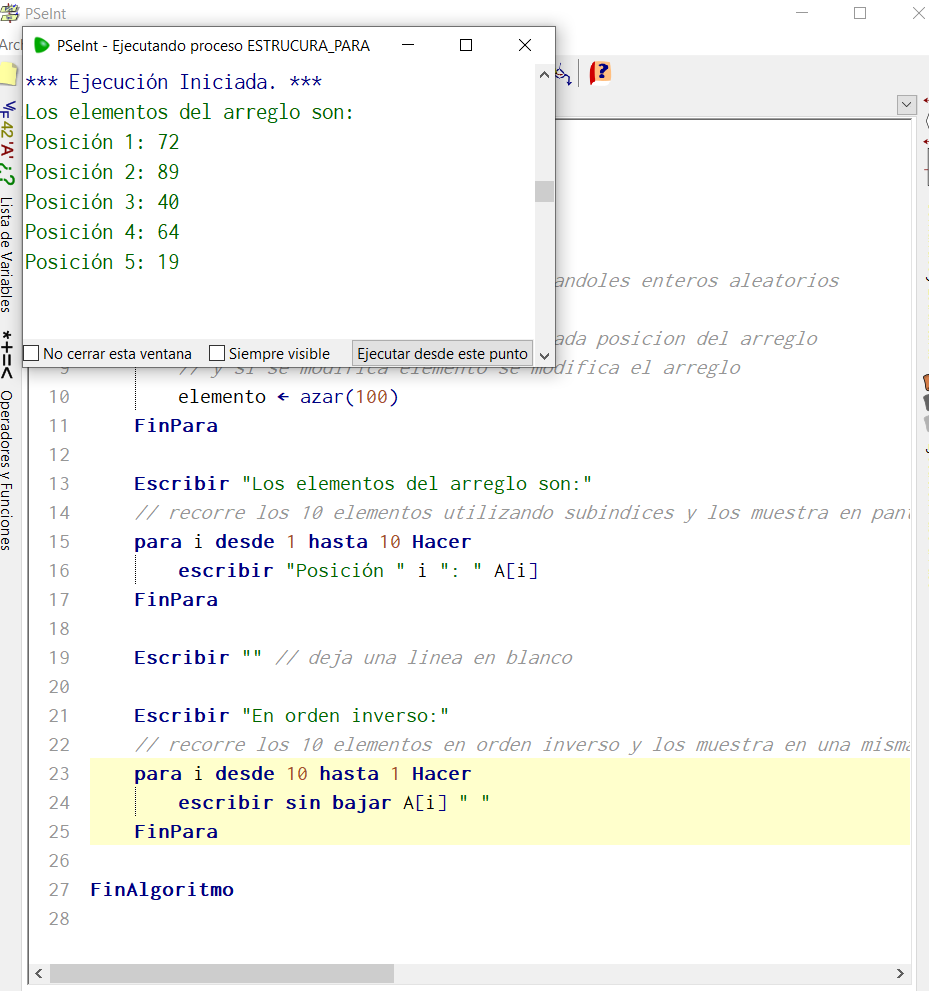 PSeInt
Arc
PSeInt - Ejecutando proceso ESTRUCURA_PARA
*** Ejecución Iniciada. ***
Los elementos del arreglo son:
Posición 1: 72
Posición 2: 89
Posición 3: 40
Posición 4: 64
Posición 5: 19
No cerrar esta ventana
Siempre visible
Ejecutar desde este punto
42
'A'
¿?
Lista de Variables
*+=<
Operadores y Funciones
andoles enteros aleatorios
ada posicion del arreglo
9 // y si se modifica elemento se modifica el arreglo
10 elemento ← azar(100)
11 FinPara
12
13 Escribir "Los elementos del arreglo son:"
14 // recorre los 10 elementos utilizando subindices y los muestra en pant
15 para i desde 1 hasta 10 Hacer
16 escribir "Posición " i ": " A[i]
17 FinPara
18
19 Escribir "" // deja una linea en blanco
20
21 Escribir "En orden inverso:"
22 // recorre los 10 elementos en orden inverso y los muestra en una misma
23 para i desde 10 hasta 1 Hacer
24 escribir sin bajar A[i] " "
25 FinPara
26
27 FinAlgoritmo
28